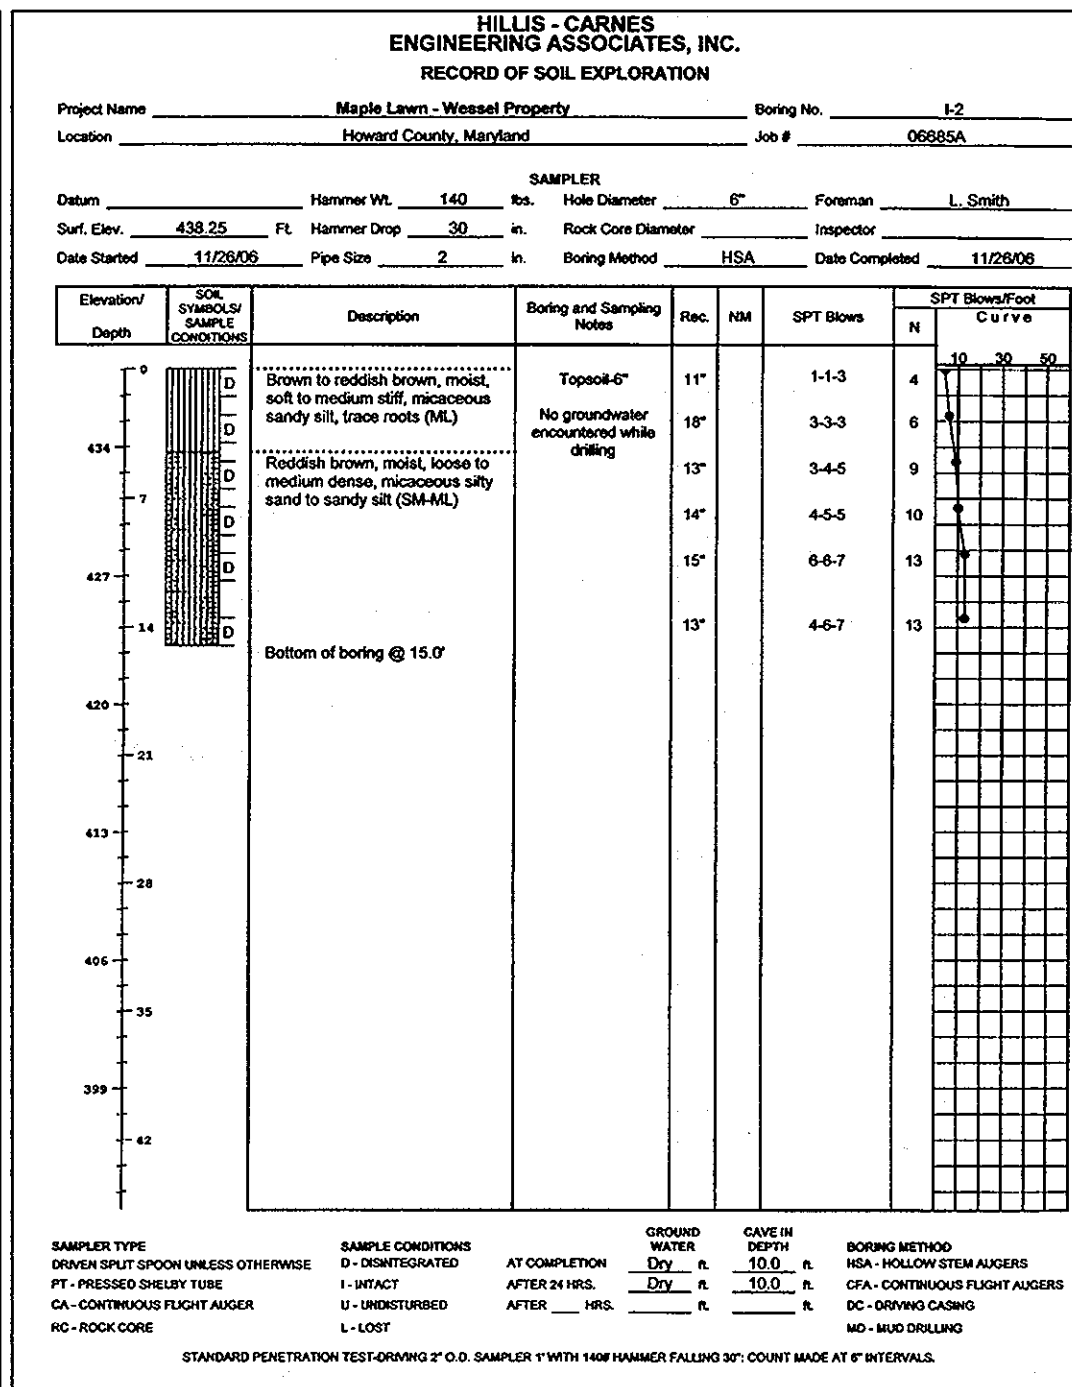 HILLIS - CARNES
ENGINEERING ASSOCIATES, INC.
RECORD OF SOIL EXPLORATION
Project Name Maple Lawn - Wessel Property Boring No. I-2
Location Howard County, Maryland Job # 06685A
SAMPLER
Datum Hammer Wt. 140 lbs. Hole Diameter 6" Foreman L. Smith
Surf. Elev. 438.25 Ft. Hammer Drop 30 in. Rock Core Diameter Inspector
Date Started 11/26/06 Pipe Size 2 in. Boring Method HSA Date Completed 11/26/06
Elevation/ Depth SOIL SYMBOLS/ SAMPLE CONDITIONS Description Boring and Sampling Notes Rec. NM SPT Blows SPT Blows/Foot
N Curve
10 30 50
0 D Brown to reddish brown, moist, Topsoil-6" 11" 1-1-3 4
soft to medium stiff, micaceous
sandy silt, trace roots (ML) No groundwater
D encountered while 18" 3-3-3 6
434 drilling
Reddish brown, moist, loose to
D medium dense, micaceous silty 13" 3-4-5 9
7 sand to sandy silt (SM-ML)
D 14" 4-5-5 10
D 15" 6-6-7 13
427
14 D 13" 4-6-7 13
Bottom of boring @ 15.0'
420
21
413
28
406
35
399
42
GROUND WATER CAVE IN DEPTH
SAMPLER TYPE SAMPLE CONDITIONS BORING METHOD
DRIVEN SPLIT SPOON UNLESS OTHERWISE D - DISINTEGRATED AT COMPLETION Dry ft. 10.0 ft. HSA - HOLLOW STEM AUGERS
PT - PRESSED SHELBY TUBE I - INTACT AFTER 24 HRS. Dry ft. 10.0 ft. CFA - CONTINUOUS FLIGHT AUGERS
CA - CONTINUOUS FLIGHT AUGER U - UNDISTURBED AFTER ___ HRS. ft. ft. DC - DRIVING CASING
RC - ROCK CORE L - LOST MD - MUD DRILLING
STANDARD PENETRATION TEST-DRIVING 2" O.D. SAMPLER 1' WITH 140# HAMMER FALLING 30"; COUNT MADE AT 6" INTERVALS.